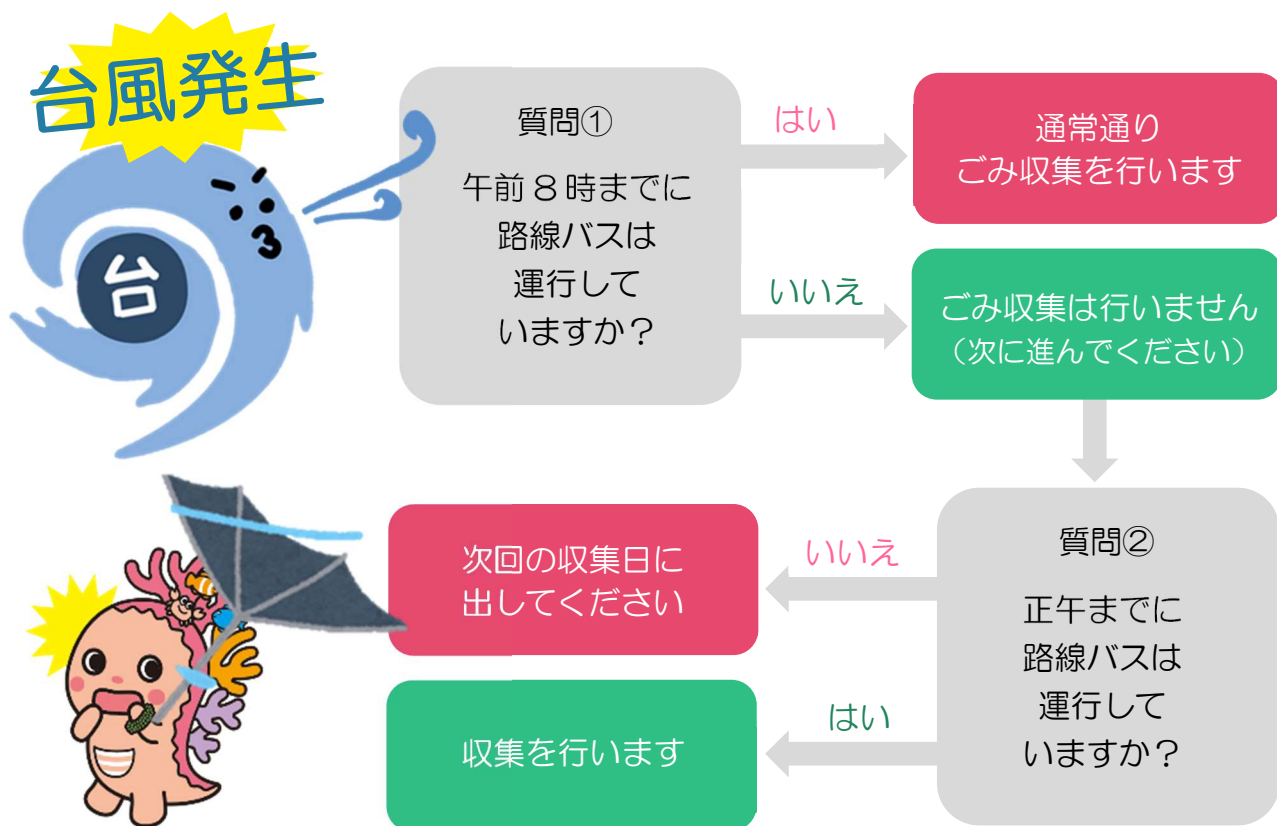 台風発生
台
質問①
午前8時までに
路線バスは
運行して
いますか？
はい
通常通り
ごみ収集を行います
いいえ
ごみ収集は行いません
（次に進んでください）
質問②
正午までに
路線バスは
運行して
いますか？
いいえ
次回の収集日に
出してください
はい
収集を行います